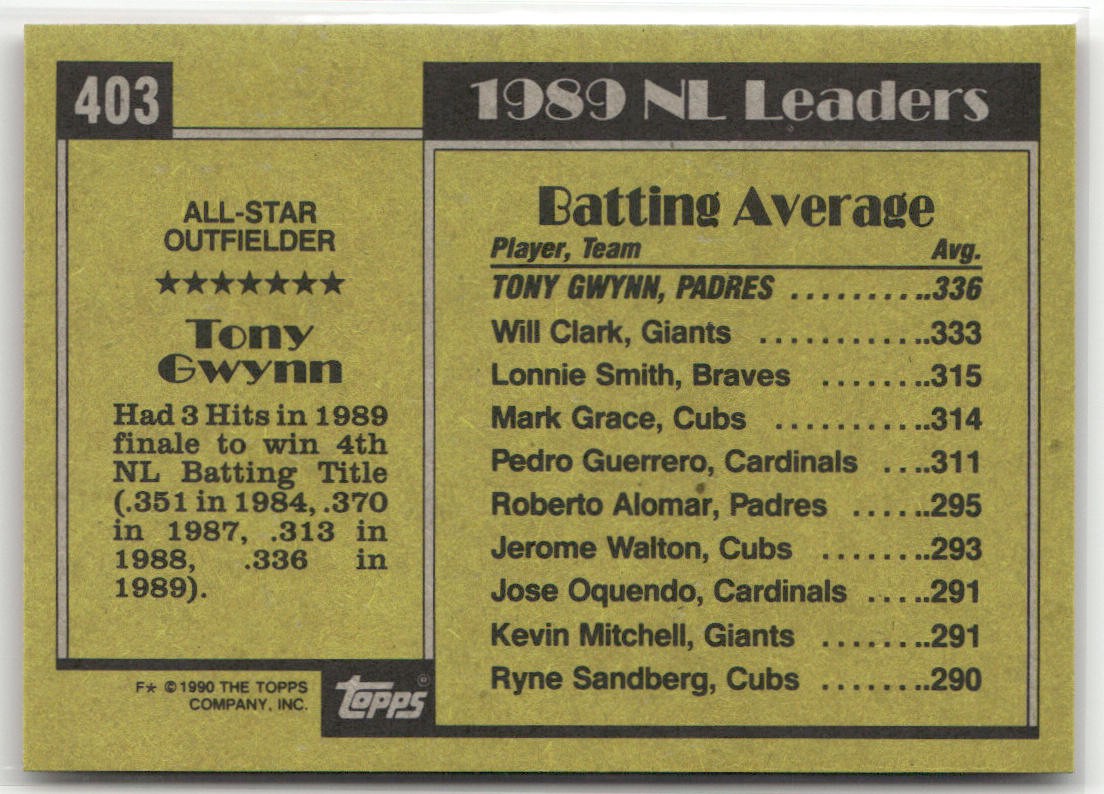 403
ALL-STAR
OUTFIELDER
★★★★★★★
Tony
Gwynn
Had 3 Hits in 1989
finale to win 4th
NL Batting Title
(.351 in 1984, .370
in 1987, .313 in
1988, .336 in
1989).
F★ ©1990 THE TOPPS
COMPANY, INC.
topps®
1989 NL Leaders
Batting Average
Player, Team Avg.
TONY GWYNN, PADRES ..........336
Will Clark, Giants ............333
Lonnie Smith, Braves ........315
Mark Grace, Cubs ...........314
Pedro Guerrero, Cardinals ....311
Roberto Alomar, Padres ......295
Jerome Walton, Cubs ........293
Jose Oquendo, Cardinals .....291
Kevin Mitchell, Giants ........291
Ryne Sandberg, Cubs ........290